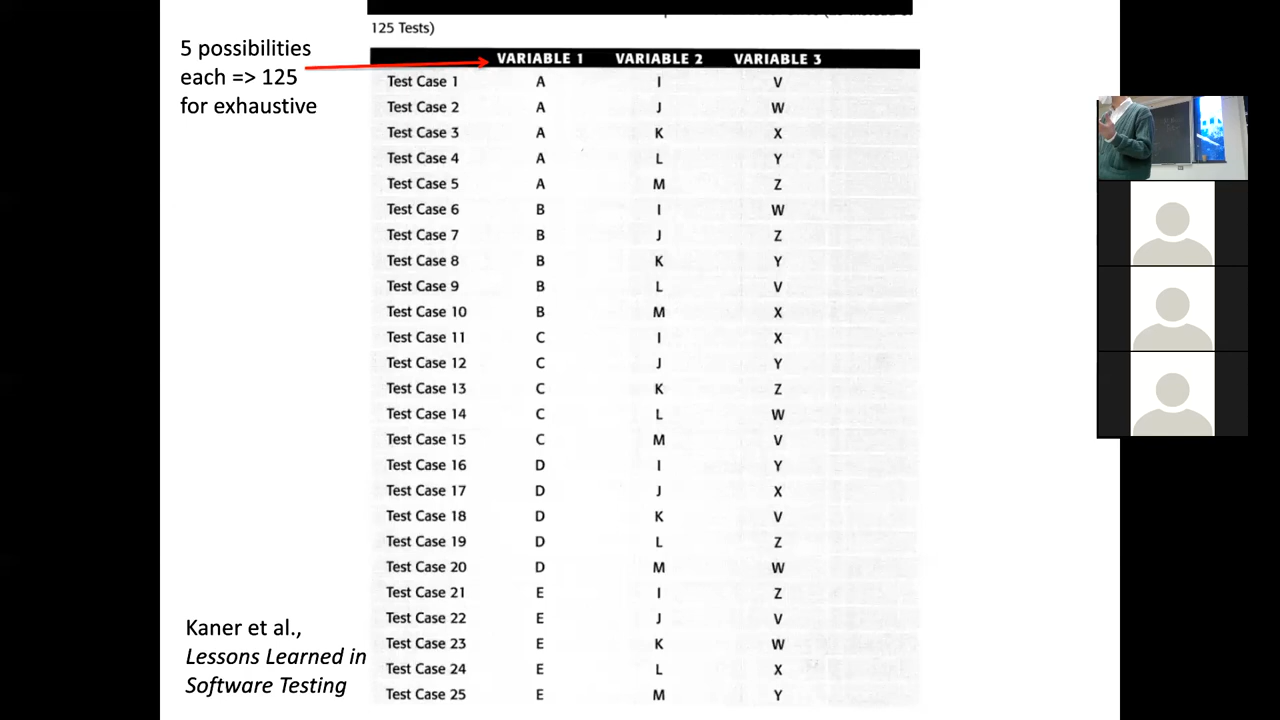 125 Tests)
5 possibilities
each => 125
for exhaustive
VARIABLE 1 VARIABLE 2 VARIABLE 3
Test Case 1 A I V
Test Case 2 A J W
Test Case 3 A K X
Test Case 4 A L Y
Test Case 5 A M Z
Test Case 6 B I W
Test Case 7 B J Z
Test Case 8 B K Y
Test Case 9 B L V
Test Case 10 B M X
Test Case 11 C I X
Test Case 12 C J Y
Test Case 13 C K Z
Test Case 14 C L W
Test Case 15 C M V
Test Case 16 D I Y
Test Case 17 D J X
Test Case 18 D K V
Test Case 19 D L Z
Test Case 20 D M W
Test Case 21 E I Z
Test Case 22 E J V
Test Case 23 E K W
Test Case 24 E L X
Test Case 25 E M Y
Kaner et al.,
Lessons Learned in
Software Testing